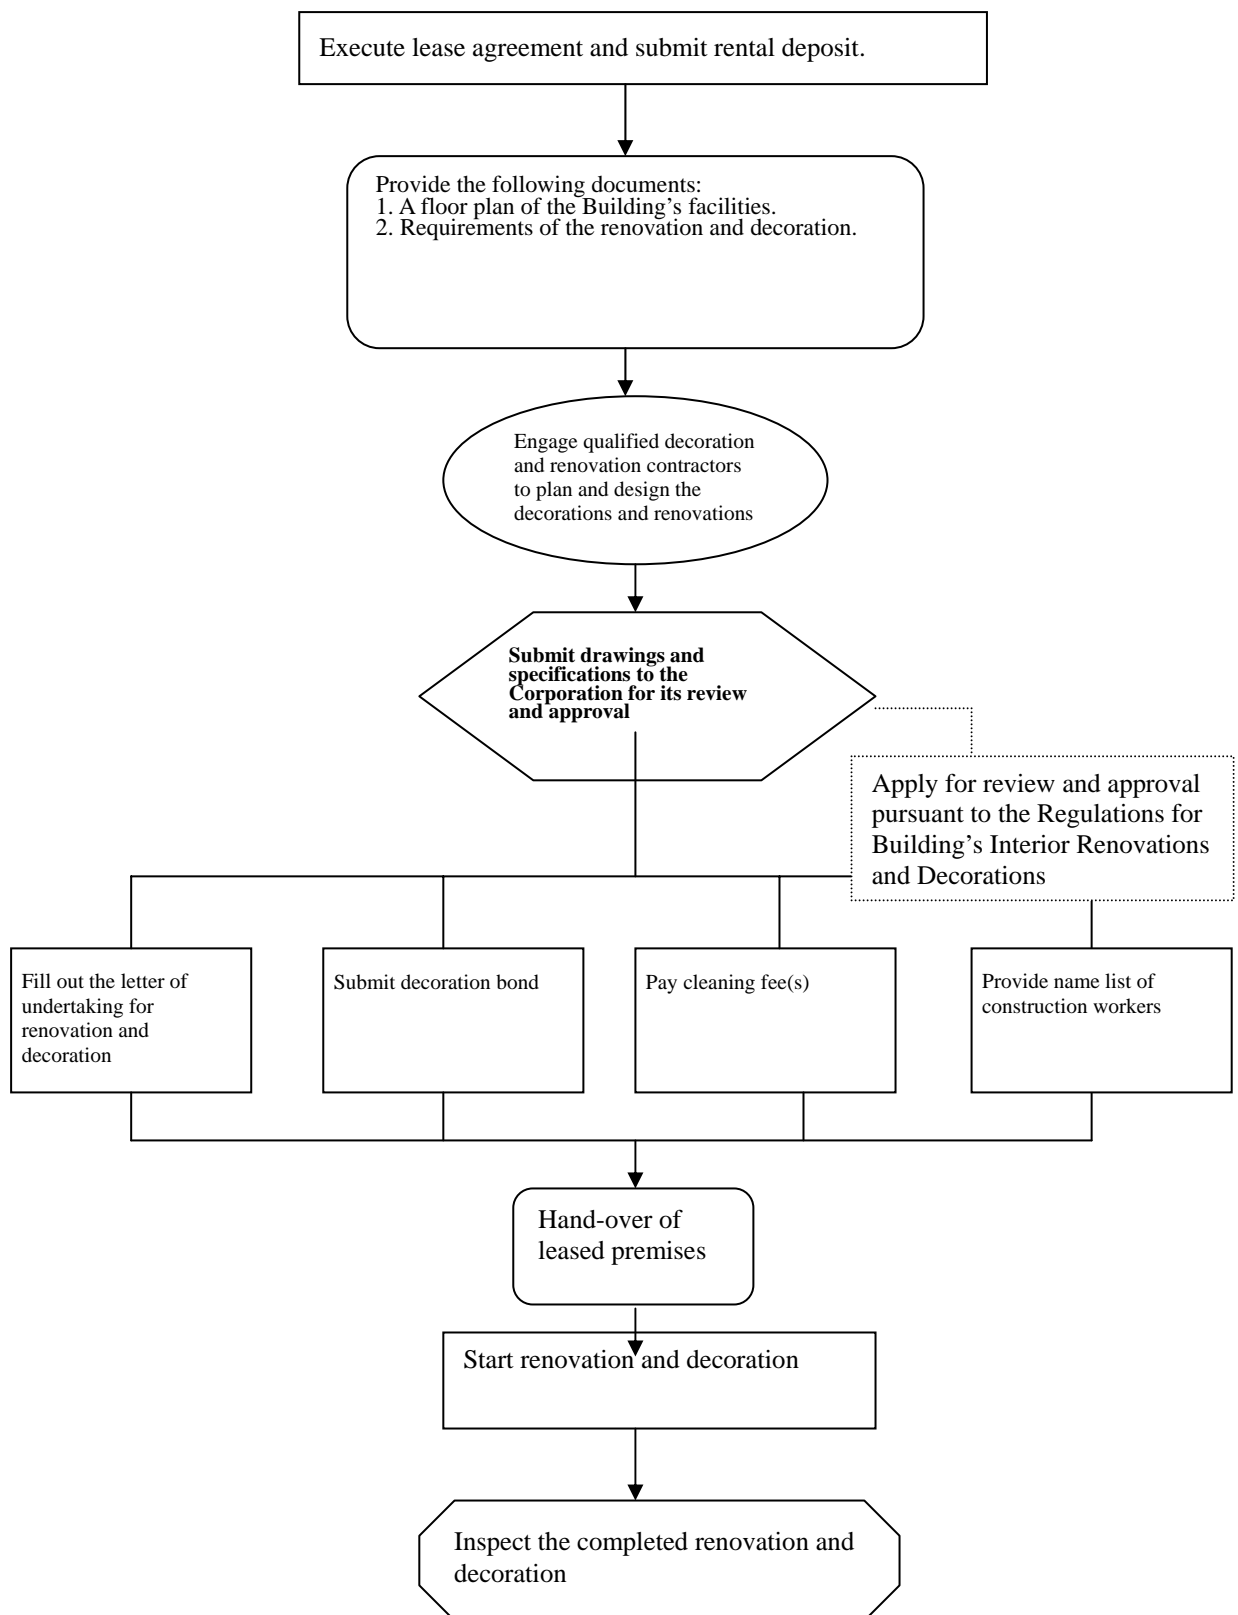 Execute lease agreement and submit rental deposit.
Provide the following documents:
1. A floor plan of the Building’s facilities.
2. Requirements of the renovation and decoration.
Engage qualified decoration
and renovation contractors
to plan and design the
decorations and renovations
Submit drawings and
specifications to the
Corporation for its review
and approval
Apply for review and approval
pursuant to the Regulations for
Building’s Interior Renovations
and Decorations
Fill out the letter of
undertaking for
renovation and
decoration
Submit decoration bond
Pay cleaning fee(s)
Provide name list of
construction workers
Hand-over of
leased premises
Start renovation and decoration
Inspect the completed renovation and
decoration